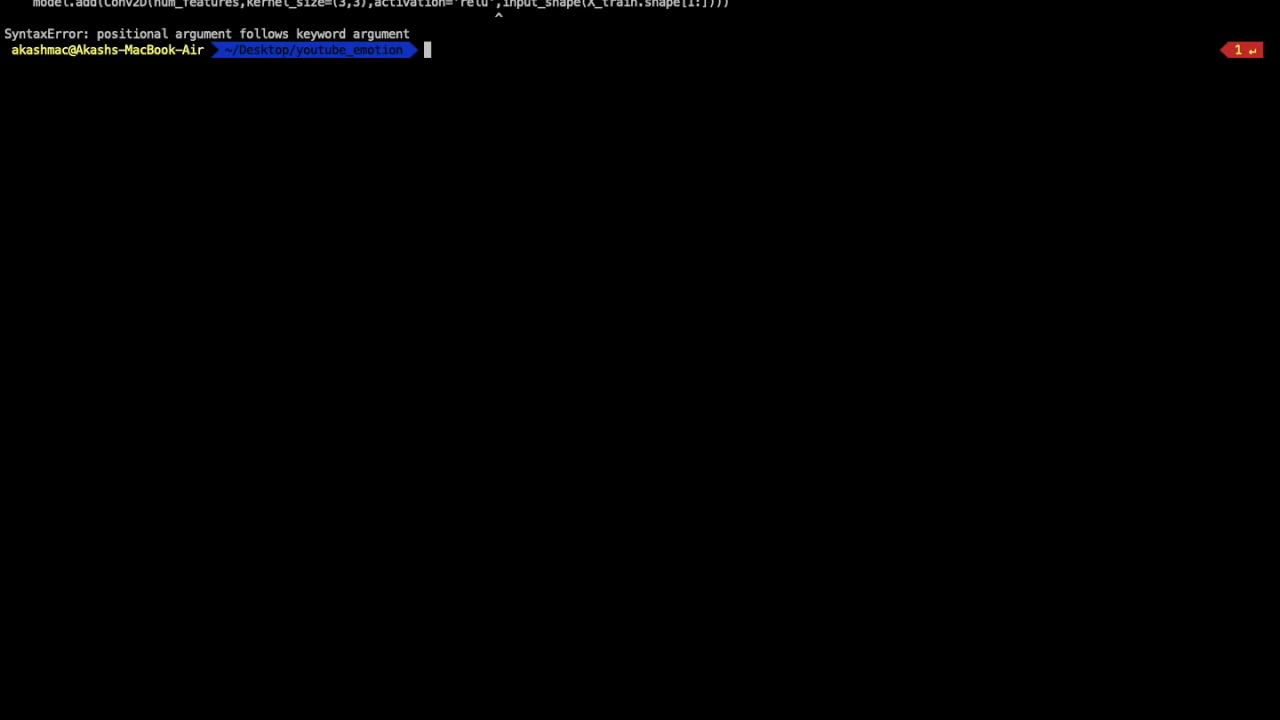 model.add(Conv2D(num_features,kernel_size=(3,3),activation='relu',input_shape(X_train.shape[1:])))
^
SyntaxError: positional argument follows keyword argument
akashmac@Akashs-MacBook-Air ~/Desktop/youtube_emotion 1 ↵